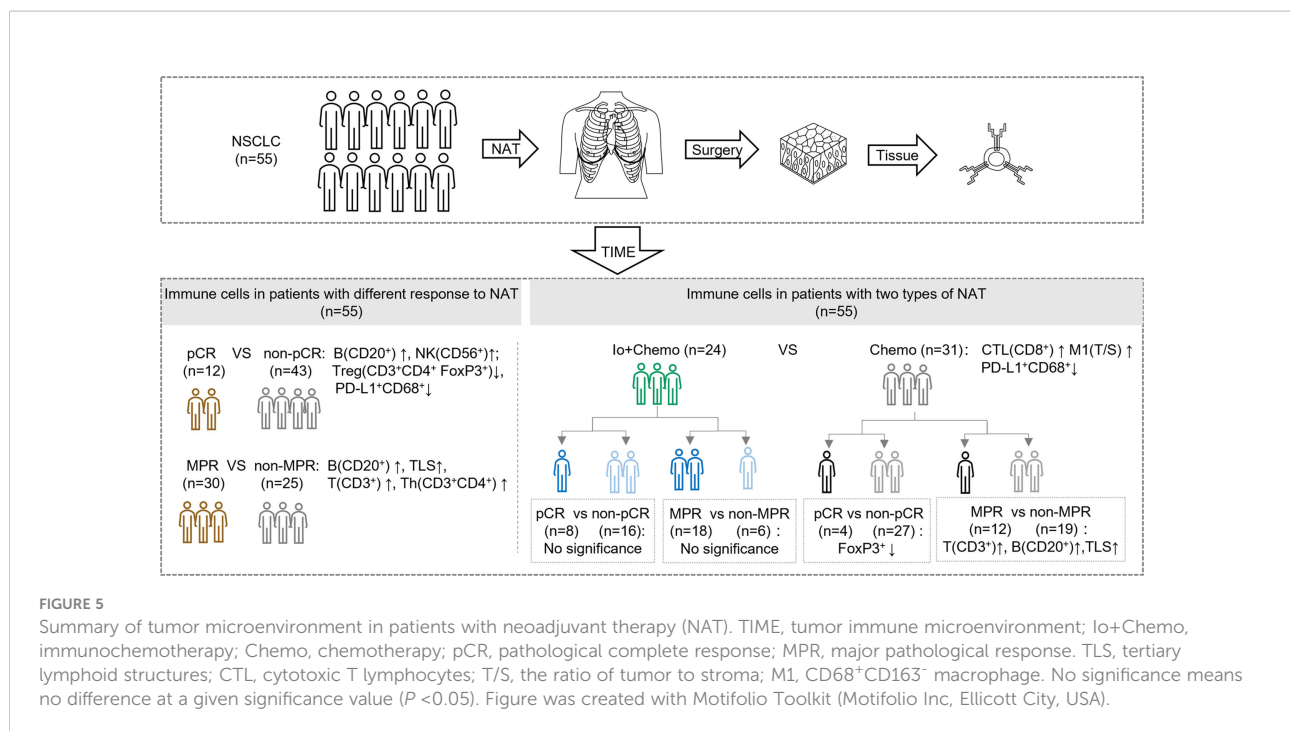 NSCLC
(n=55)
NAT
Surgery
Tissue
TIME
Immune cells in patients with different response to NAT
(n=55)
Immune cells in patients with two types of NAT
(n=55)
pCR VS non-pCR: B(CD20⁺) ↑, NK(CD56⁺)↑;
(n=12) (n=43) Treg(CD3⁺CD4⁺ FoxP3⁺)↓,
PD-L1⁺CD68⁺↓
MPR VS non-MPR: B(CD20⁺) ↑, TLS↑,
(n=30) (n=25) T(CD3⁺) ↑, Th(CD3⁺CD4⁺) ↑
Io+Chemo (n=24) VS Chemo (n=31): CTL(CD8⁺) ↑ M1(T/S) ↑
PD-L1⁺CD68⁺↓
pCR vs non-pCR
(n=8) (n=16):
No significance
MPR vs non-MPR
(n=18) (n=6) :
No significance
pCR vs non-pCR
(n=4) (n=27) :
FoxP3⁺ ↓
MPR vs non-MPR
(n=12) (n=19) :
T(CD3⁺)↑, B(CD20⁺)↑,TLS↑
FIGURE 5
Summary of tumor microenvironment in patients with neoadjuvant therapy (NAT). TIME, tumor immune microenvironment; Io+Chemo,
immunochemotherapy; Chemo, chemotherapy; pCR, pathological complete response; MPR, major pathological response. TLS, tertiary
lymphoid structures; CTL, cytotoxic T lymphocytes; T/S, the ratio of tumor to stroma; M1, CD68⁺CD163⁻ macrophage. No significance means
no difference at a given significance value (P <0.05). Figure was created with Motifolio Toolkit (Motifolio Inc, Ellicott City, USA).